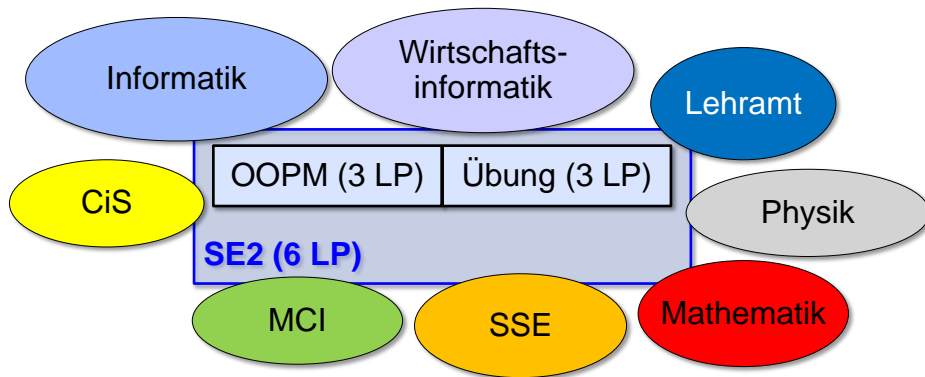 Informatik
Wirtschafts-
informatik
Lehramt
OOPM (3 LP)
Übung (3 LP)
CiS
Physik
SE2 (6 LP)
MCI
SSE
Mathematik